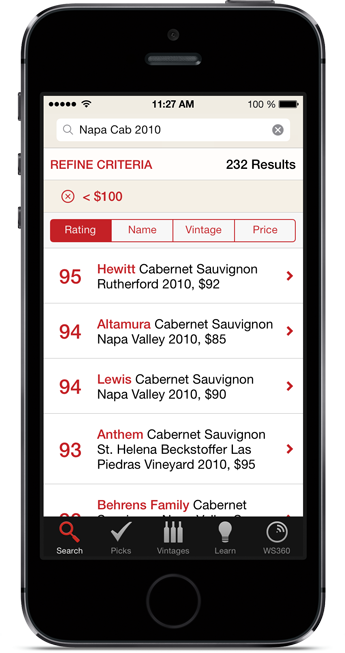 11:27 AM 100 %
Napa Cab 2010
REFINE CRITERIA 232 Results
< $100
Rating Name Vintage Price
95 Hewitt Cabernet Sauvignon
Rutherford 2010, $92
94 Altamura Cabernet Sauvignon
Napa Valley 2010, $85
94 Lewis Cabernet Sauvignon
Napa Valley 2010, $90
93 Anthem Cabernet Sauvignon
St. Helena Beckstoffer Las
Piedras Vineyard 2010, $95
Behrens Family Cabernet
Search Picks Vintages Learn WS360